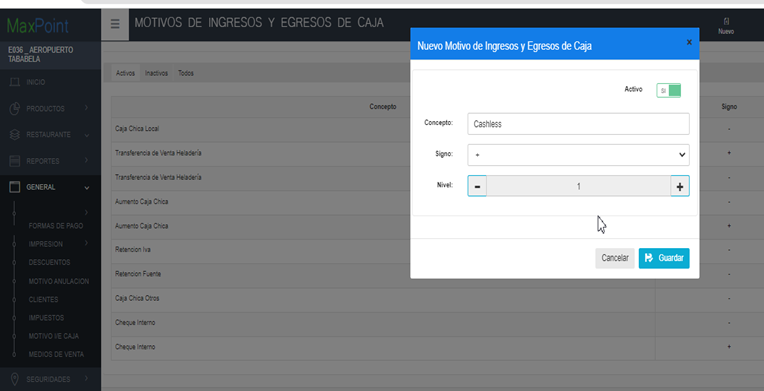 MaxPoint
MOTIVOS DE INGRESOS Y EGRESOS DE CAJA
Nuevo
E036_ AEROPUERTO
TABABELA
INICIO
PRODUCTOS
RESTAURANTE
REPORTES
GENERAL
FORMAS DE PAGO
IMPRESION
DESCUENTOS
MOTIVO ANULACION
CLIENTES
IMPUESTOS
MOTIVO I/E CAJA
MEDIOS DE VENTA
SEGURIDADES
Activos Inactivos Todos
Concepto Signo
Caja Chica Local -
Transferencia de Venta Heladería +
Transferencia de Venta Heladería -
Aumento Caja Chica -
Aumento Caja Chica +
Retencion Iva -
Retencion Fuente -
Caja Chica Otros -
Cheque Interno -
Cheque Interno +
Nuevo Motivo de Ingresos y Egresos de Caja ×
Activo SI
Concepto: Cashless
Signo: +
Nivel: - 1 +
Cancelar Guardar